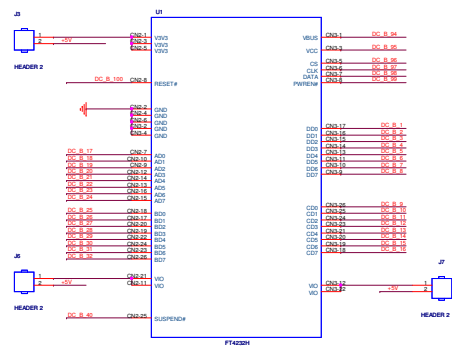 J3
U1
1 CN2-1 V3V3 VBUS CN3-1 DC_B_94
2 +5V CN2-3 V3V3
CN2-5 V3V3 VCC CN3-3 DC_B_95
HEADER 2
CS CN3-5 DC_B_96
CLK CN3-6 DC_B_97
DATA CN3-7 DC_B_98
DC_B_100 CN2-8 RESET# PWREN# CN3-8 DC_B_99
CN2-2 GND
CN2-4 GND
CN2-6 GND
CN3-2 GND
CN3-4 GND
DD0 CN3-17 DC_B_1
DD1 CN3-16 DC_B_2
DD2 CN3-15 DC_B_3
DD3 CN3-14 DC_B_4
DC_B_17 CN2-7 AD0 DD4 CN3-13 DC_B_5
DC_B_18 CN2-10 AD1 DD5 CN3-11 DC_B_6
DC_B_19 CN2-9 AD2 DD6 CN3-10 DC_B_7
DC_B_20 CN2-12 AD3 DD7 CN3-9 DC_B_8
DC_B_21 CN2-14 AD4
DC_B_22 CN2-13 AD5
DC_B_23 CN2-16 AD6
DC_B_24 CN2-15 AD7
CD0 CN3-26 DC_B_9
DC_B_25 CN2-18 BD0 CD1 CN3-25 DC_B_10
DC_B_26 CN2-17 BD1 CD2 CN3-24 DC_B_11
DC_B_27 CN2-20 BD2 CD3 CN3-23 DC_B_12
DC_B_28 CN2-19 BD3 CD4 CN3-21 DC_B_13
DC_B_29 CN2-22 BD4 CD5 CN3-20 DC_B_14
DC_B_30 CN2-24 BD5 CD6 CN3-19 DC_B_15
DC_B_31 CN2-23 BD6 CD7 CN3-18 DC_B_16
DC_B_32 CN2-26 BD7
J6
J7
1 CN2-21 VIO
2 +5V CN2-11 VIO
VIO CN3-12 1
VIO CN3-22 +5V 2
HEADER 2
HEADER 2
DC_B_40 CN2-25 SUSPEND#
FT4232H